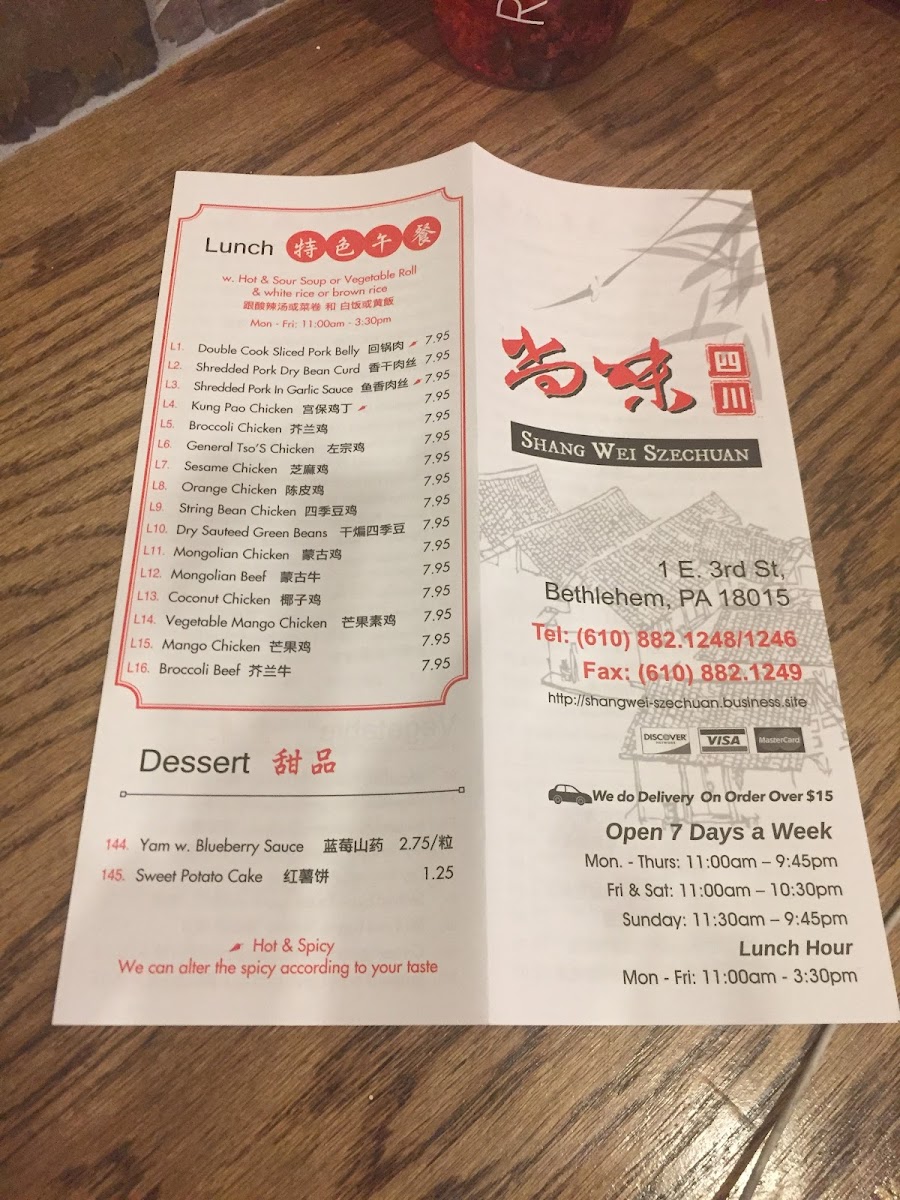 R
Lunch 特色午餐
w. Hot & Sour Soup or Vegetable Roll
& white rice or brown rice
跟酸辣汤或菜卷 和 白饭或黄飯
Mon - Fri: 11:00am - 3:30pm
L1. Double Cook Sliced Pork Belly 回锅肉 7.95
L2. Shredded Pork Dry Bean Curd 香干肉丝 7.95
L3. Shredded Pork In Garlic Sauce 鱼香肉丝 7.95
L4. Kung Pao Chicken 宫保鸡丁 7.95
L5. Broccoli Chicken 芥兰鸡 7.95
L6. General Tso'S Chicken 左宗鸡 7.95
L7. Sesame Chicken 芝麻鸡 7.95
L8. Orange Chicken 陈皮鸡 7.95
L9. String Bean Chicken 四季豆鸡 7.95
L10. Dry Sauteed Green Beans 干煸四季豆 7.95
L11. Mongolian Chicken 蒙古鸡 7.95
L12. Mongolian Beef 蒙古牛 7.95
L13. Coconut Chicken 椰子鸡 7.95
L14. Vegetable Mango Chicken 芒果素鸡 7.95
L15. Mango Chicken 芒果鸡 7.95
L16. Broccoli Beef 芥兰牛 7.95
Dessert 甜品
144. Yam w. Blueberry Sauce 蓝莓山药 2.75/粒
145. Sweet Potato Cake 红薯饼 1.25
Hot & Spicy
We can alter the spicy according to your taste
尚味 四川
SHANG WEI SZECHUAN
1 E. 3rd St,
Bethlehem, PA 18015
Tel: (610) 882.1248/1246
Fax: (610) 882.1249
http://shangwei-szechuan.business.site
DISCOVER VISA MasterCard
We do Delivery On Order Over $15
Open 7 Days a Week
Mon. - Thurs: 11:00am – 9:45pm
Fri & Sat: 11:00am – 10:30pm
Sunday: 11:30am – 9:45pm
Lunch Hour
Mon - Fri: 11:00am - 3:30pm